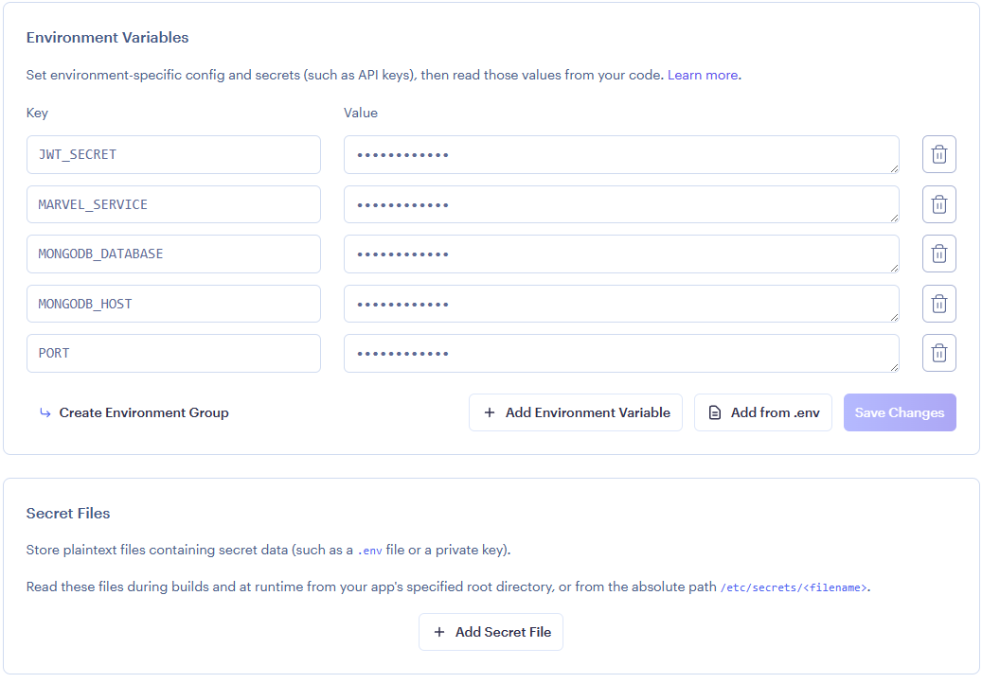 Environment Variables
Set environment-specific config and secrets (such as API keys), then read those values from your code. Learn more.
Key Value
JWT_SECRET ••••••••••••
MARVEL_SERVICE ••••••••••••
MONGODB_DATABASE ••••••••••••
MONGODB_HOST ••••••••••••
PORT ••••••••••••
Create Environment Group + Add Environment Variable Add from .env Save Changes
Secret Files
Store plaintext files containing secret data (such as a .env file or a private key).
Read these files during builds and at runtime from your app's specified root directory, or from the absolute path /etc/secrets/<filename>.
+ Add Secret File